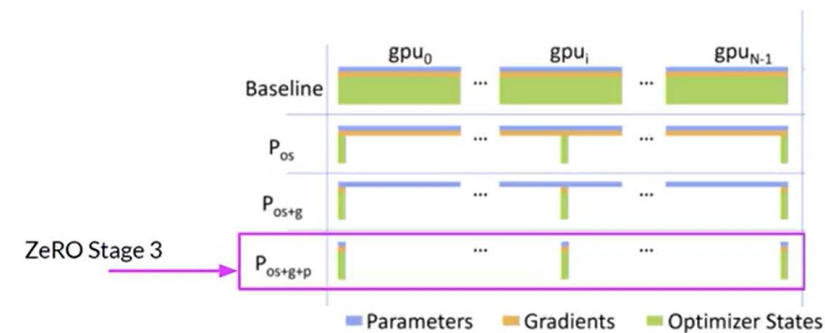 gpu0 gpui gpuN-1
Baseline ... ...
Pos ... ...
Pos+g ... ...
ZeRO Stage 3
Pos+g+p ... ...
Parameters Gradients Optimizer States